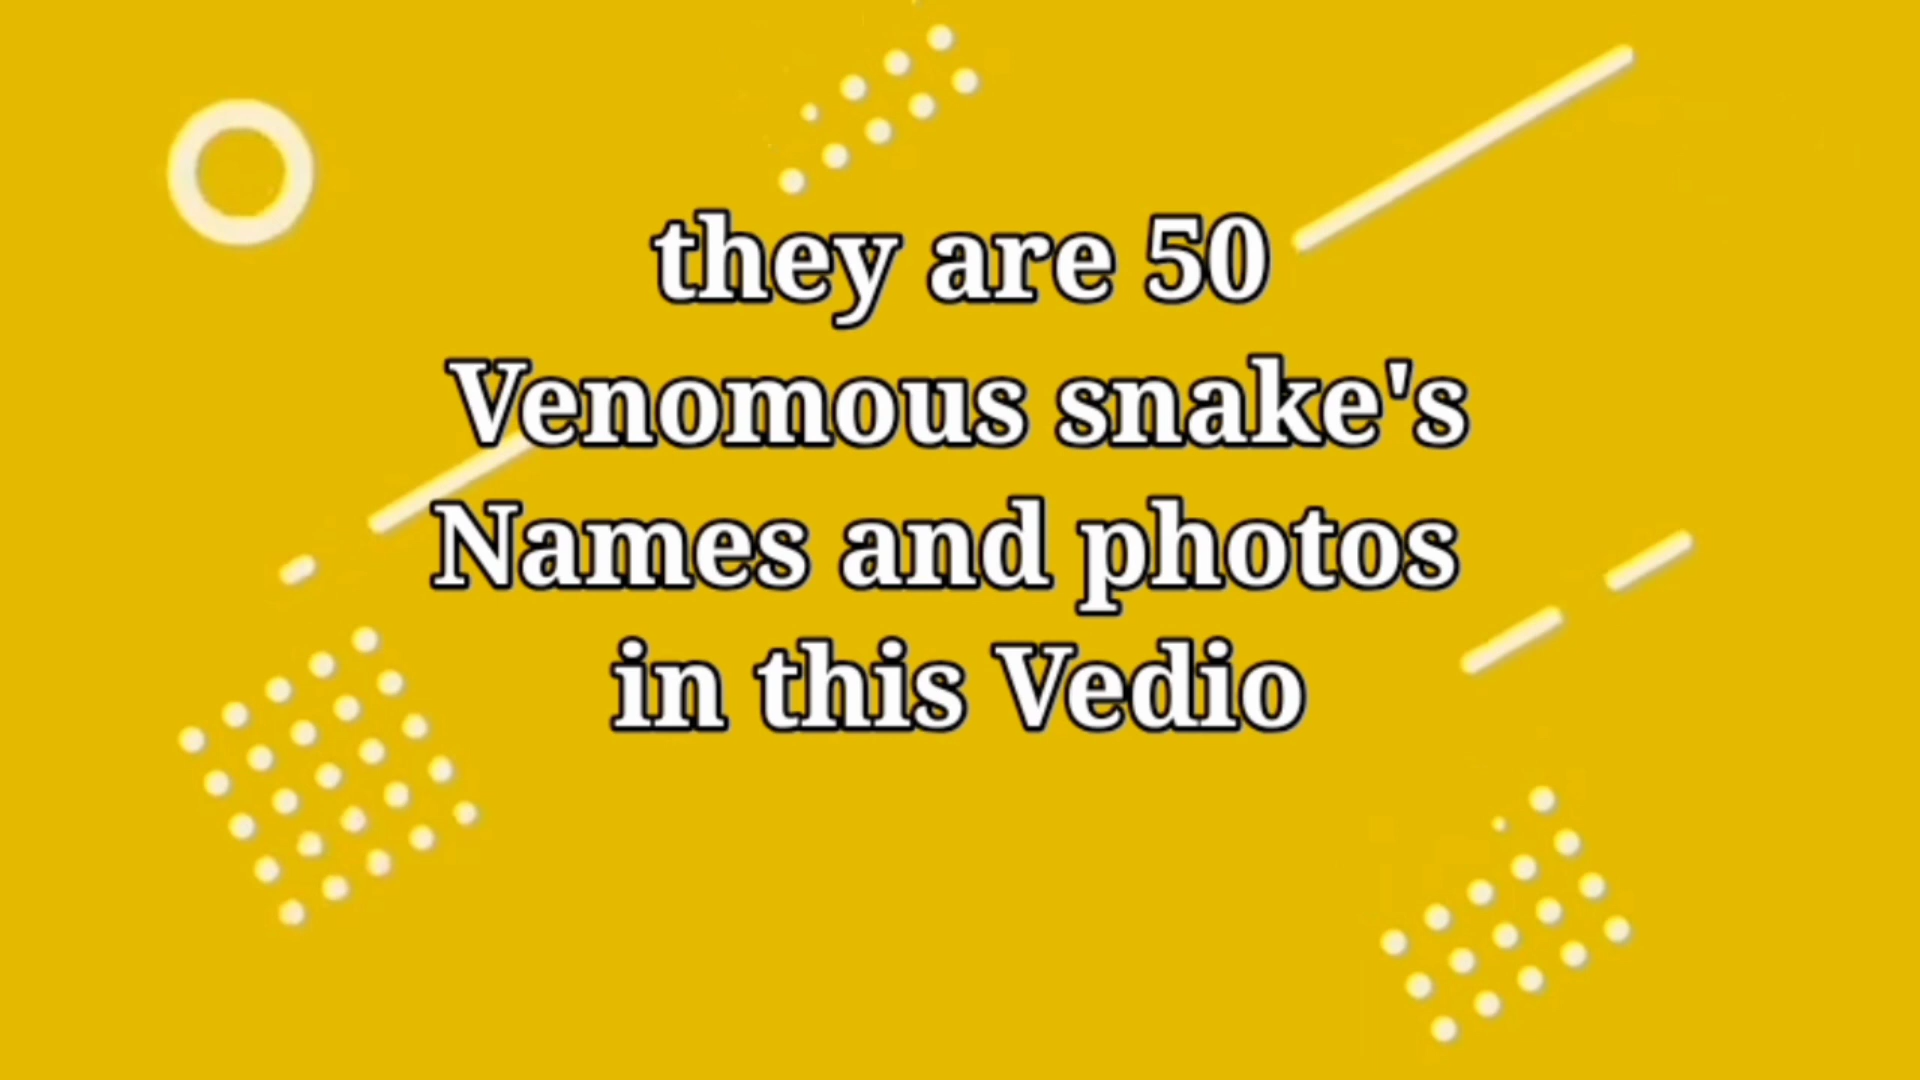 they are 50
Venomous snake's
Names and photos
in this Vedio